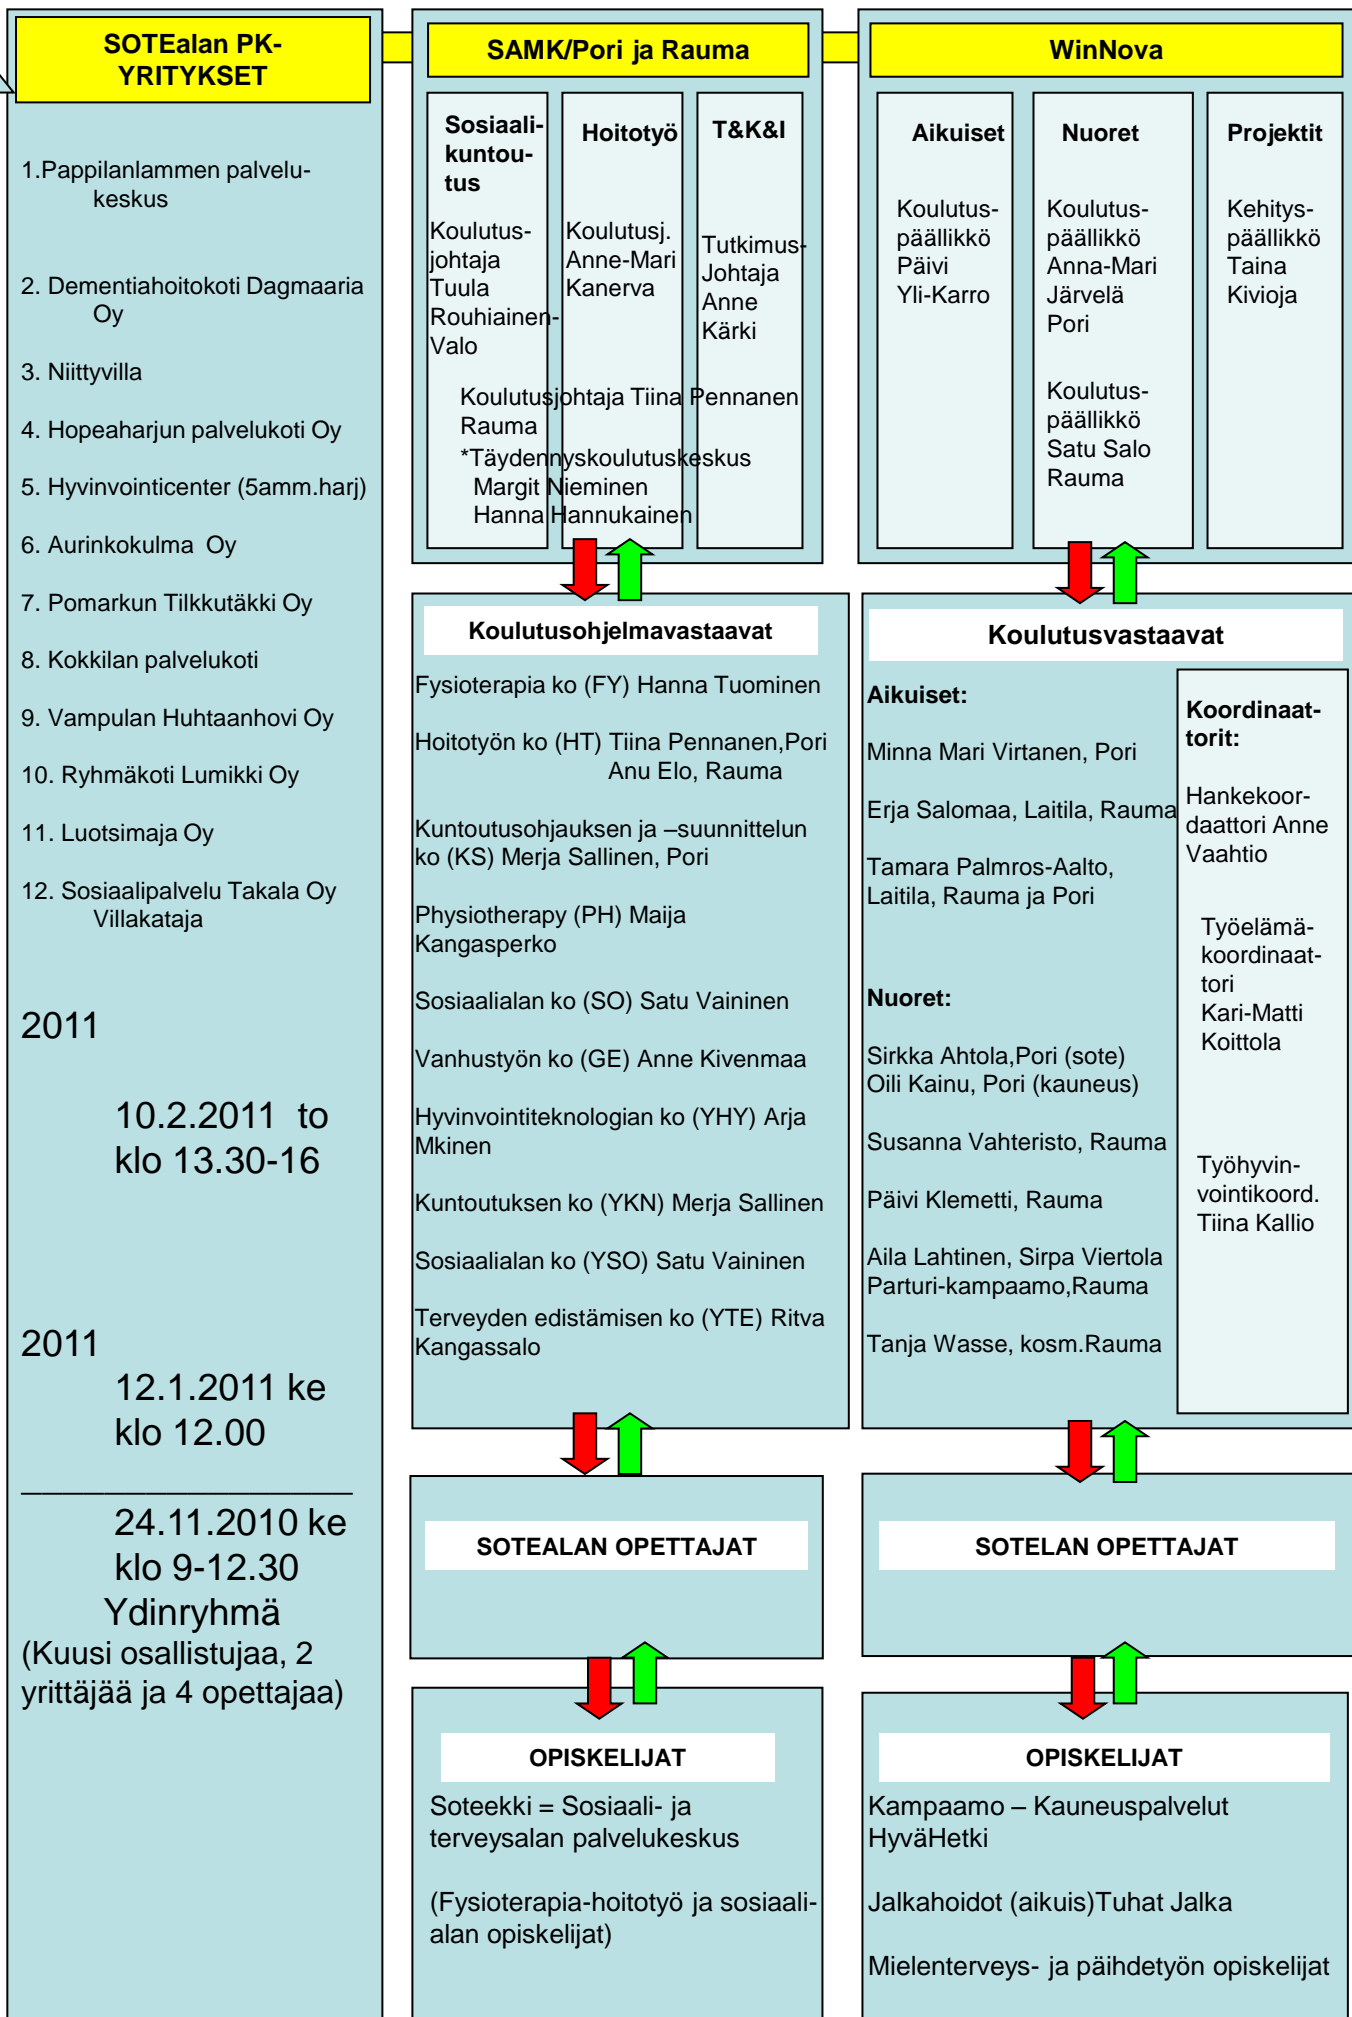 SOTEalan PK-
YRITYKSET
1.Pappilanlammen palvelu-
keskus
2. Dementiahoitokoti Dagmaaria
Oy
3. Niittyvilla
4. Hopeaharjun palvelukoti Oy
5. Hyvinvointicenter (5amm.harj)
6. Aurinkokulma  Oy
7. Pomarkun Tilkkutäkki Oy
8. Kokkilan palvelukoti
9. Vampulan Huhtaanhovi Oy
10. Ryhmäkoti Lumikki Oy
11. Luotsimaja Oy
12. Sosiaalipalvelu Takala Oy
Villakataja
2011
10.2.2011  to
klo 13.30-16
2011
12.1.2011 ke
klo 12.00
24.11.2010 ke
klo 9-12.30
Ydinryhmä
(Kuusi osallistujaa, 2
yrittäjää ja 4 opettajaa)
SAMK/Pori ja Rauma
Sosiaali-
kuntou-
tus
Koulutus-
johtaja
Tuula
Rouhiainen-
Valo
Hoitotyö
Koulutusj.
Anne-Mari
Kanerva
T&K&I
Tutkimus-
Johtaja
Anne
Kärki
Koulutusjohtaja Tiina Pennanen
Rauma
*Täydennyskoulutuskeskus
Margit Nieminen
Hanna Hannukainen
Koulutusohjelmavastaavat
Fysioterapia ko (FY) Hanna Tuominen
Hoitotyön ko (HT) Tiina Pennanen,Pori
Anu Elo, Rauma
Kuntoutusohjauksen ja –suunnittelun
ko (KS) Merja Sallinen, Pori
Physiotherapy (PH) Maija
Kangasperko
Sosiaalialan ko (SO) Satu Vaininen
Vanhustyön ko (GE) Anne Kivenmaa
Hyvinvointiteknologian ko (YHY) Arja
Mkinen
Kuntoutuksen ko (YKN) Merja Sallinen
Sosiaalialan ko (YSO) Satu Vaininen
Terveyden edistämisen ko (YTE) Ritva
Kangassalo
SOTEALAN OPETTAJAT
OPISKELIJAT
Soteekki = Sosiaali- ja
terveysalan palvelukeskus
(Fysioterapia-hoitotyö ja sosiaali-
alan opiskelijat)
WinNova
Aikuiset
Koulutus-
päällikkö
Päivi
Yli-Karro
Nuoret
Koulutus-
päällikkö
Anna-Mari
Järvelä
Pori
Koulutus-
päällikkö
Satu Salo
Rauma
Projektit
Kehitys-
päällikkö
Taina
Kivioja
Koulutusvastaavat
Aikuiset:
Minna Mari Virtanen, Pori
Erja Salomaa, Laitila, Rauma
Tamara Palmros-Aalto,
Laitila, Rauma ja Pori
Nuoret:
Sirkka Ahtola,Pori (sote)
Oili Kainu, Pori (kauneus)
Susanna Vahteristo, Rauma
Päivi Klemetti, Rauma
Aila Lahtinen, Sirpa Viertola
Parturi-kampaamo,Rauma
Tanja Wasse, kosm.Rauma
Koordinaat-
torit:
Hankekoor-
daattori Anne
Vaahtio
Työelämä-
koordinaat-
tori
Kari-Matti
Koittola
Työhyvin-
vointikoord.
Tiina Kallio
SOTELAN OPETTAJAT
OPISKELIJAT
Kampaamo – Kauneuspalvelut
HyväHetki
Jalkahoidot (aikuis)Tuhat Jalka
Mielenterveys- ja päihdetyön opiskelijat